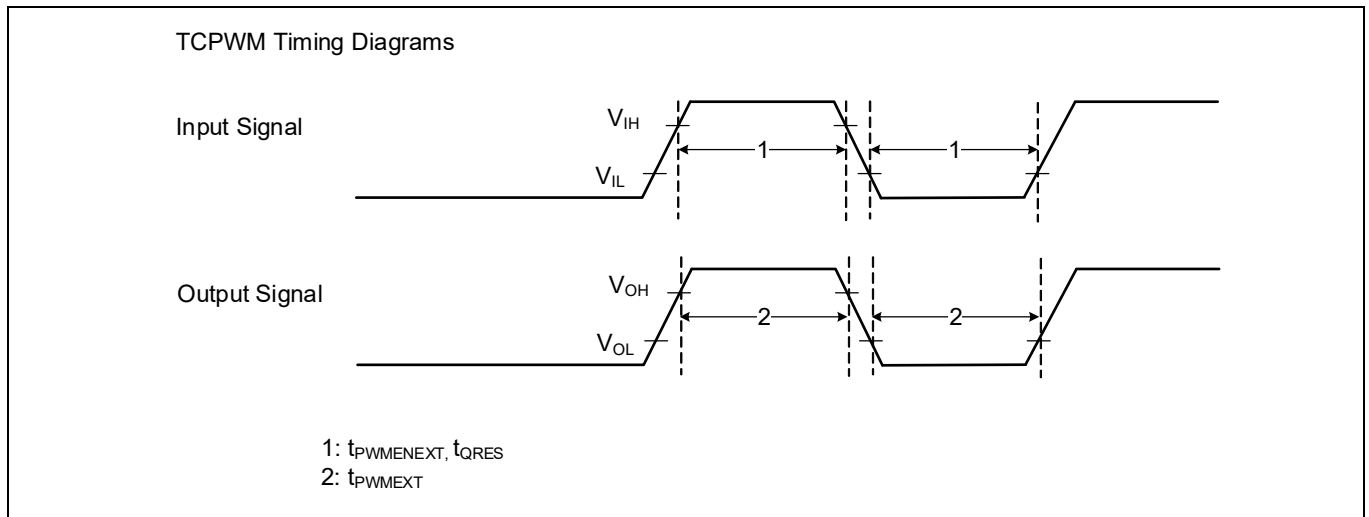 TCPWM Timing Diagrams
Input Signal
VIH
1
1
VIL
Output Signal
VOH
2
2
VOL
1: tPWMENEXT, tQRES
2: tPWMEXT